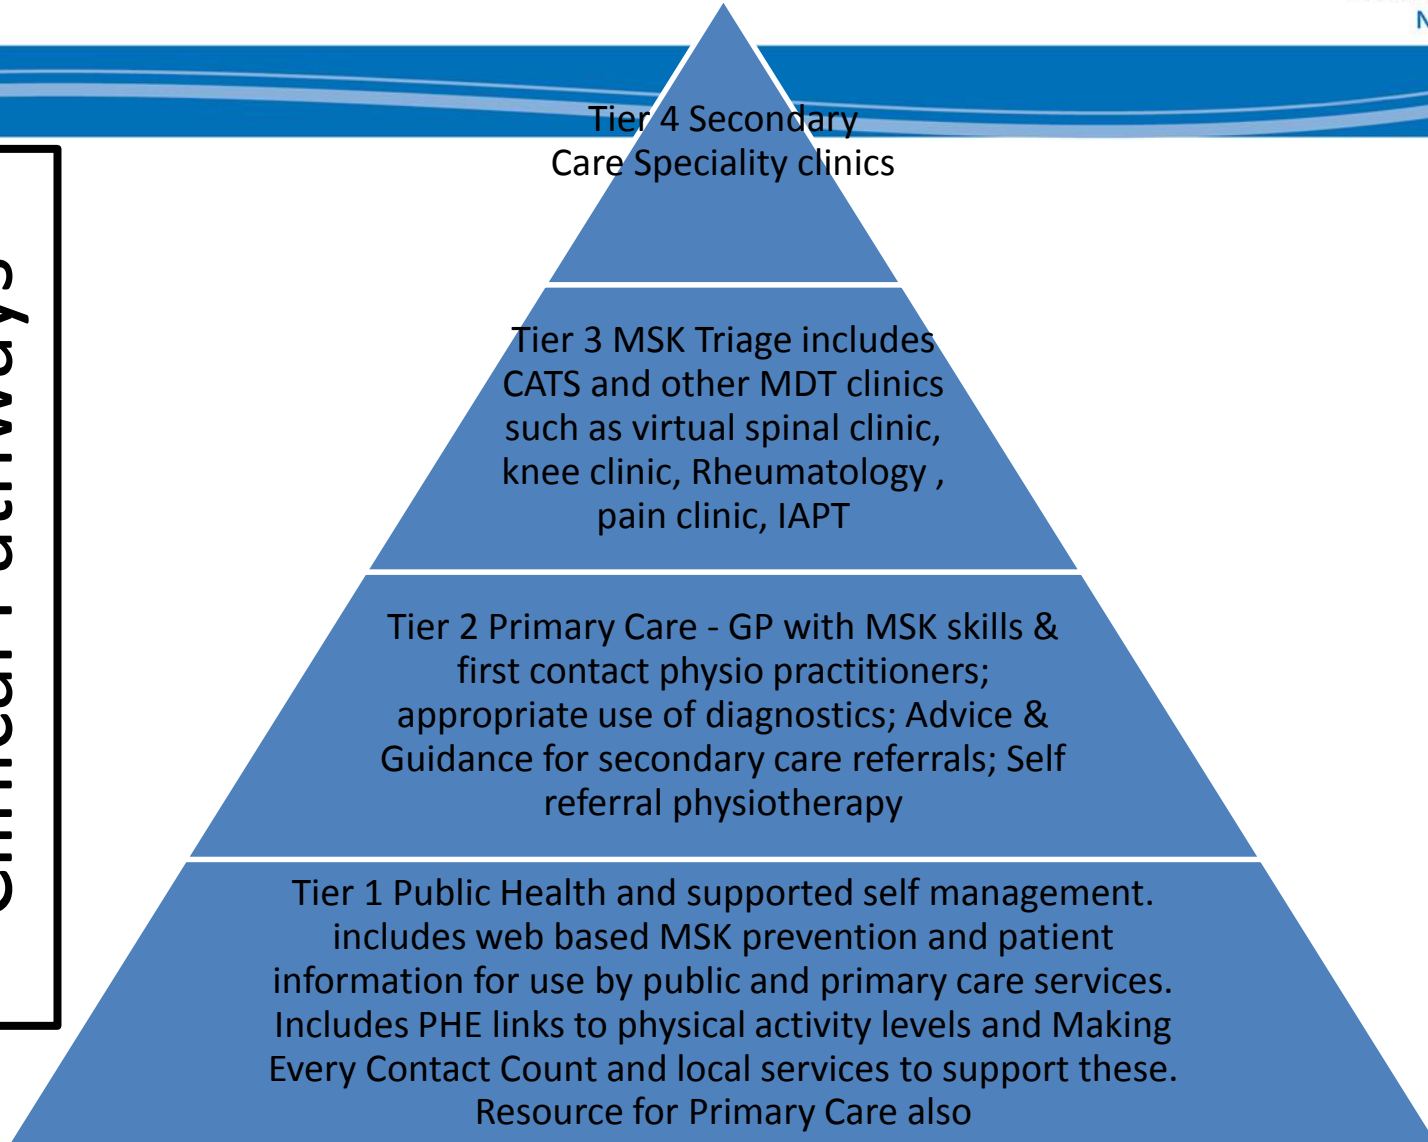 Tier 4 Secondary
Care Speciality clinics
Tier 3 MSK Triage includes
CATS and other MDT clinics
such as virtual spinal clinic,
knee clinic, Rheumatology ,
pain clinic, IAPT
Tier 2 Primary Care - GP with MSK skills &
first contact physio practitioners;
appropriate use of diagnostics; Advice &
Guidance for secondary care referrals; Self
referral physiotherapy
Tier 1 Public Health and supported self management.
includes web based MSK prevention and patient
information for use by public and primary care services.
Includes PHE links to physical activity levels and Making
Every Contact Count and local services to support these.
Resource for Primary Care also